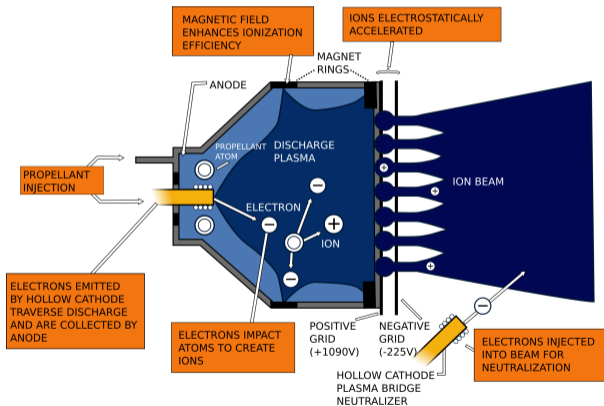 MAGNETIC FIELD
ENHANCES IONIZATION
EFFICIENCY
IONS ELECTROSTATICALLY
ACCELERATED
MAGNET
RINGS
ANODE
PROPELLANT
ATOM
DISCHARGE
PLASMA
PROPELLANT
INJECTION
ELECTRON
ION
ION BEAM
ELECTRONS EMITTED
BY HOLLOW CATHODE
TRAVERSE DISCHARGE
AND ARE COLLECTED BY
ANODE
ELECTRONS IMPACT
ATOMS TO CREATE
IONS
POSITIVE
GRID
(+1090V)
NEGATIVE
GRID
(-225V)
HOLLOW CATHODE
PLASMA BRIDGE
NEUTRALIZER
ELECTRONS INJECTED
INTO BEAM FOR
NEUTRALIZATION